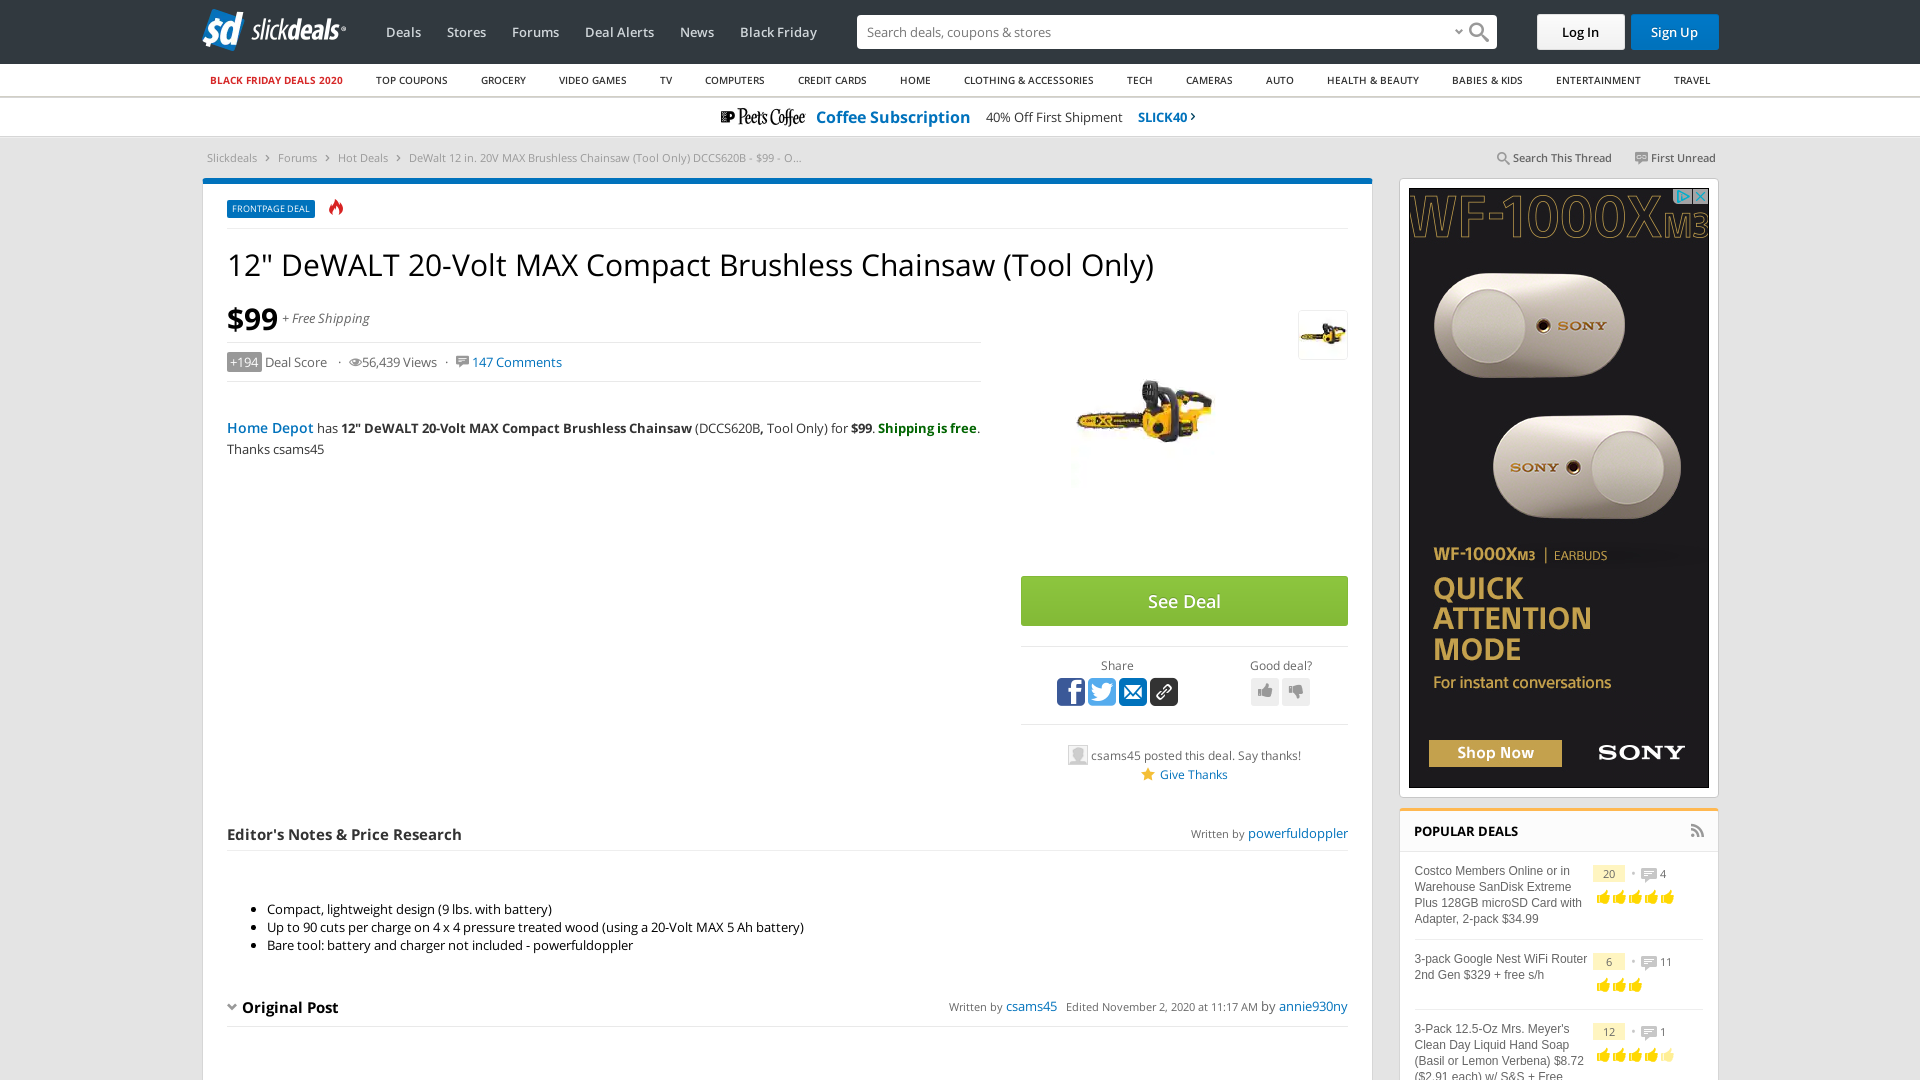 slickdeals
Deals
Stores
Forums
Deal Alerts
News
Black Friday
Search deals, coupons & stores
Log In
Sign Up
BLACK FRIDAY DEALS 2020
TOP COUPONS
GROCERY
VIDEO GAMES
TV
COMPUTERS
CREDIT CARDS
HOME
CLOTHING & ACCESSORIES
TECH
CAMERAS
AUTO
HEALTH & BEAUTY
BABIES & KIDS
ENTERTAINMENT
TRAVEL
Peet's Coffee
Coffee Subscription
40% Off First Shipment
SLICK40
Slickdeals > Forums > Hot Deals > DeWalt 12 in. 20V MAX Brushless Chainsaw (Tool Only) DCCS620B - $99 - O...
Search This Thread
First Unread
FRONTPAGE DEAL
12" DeWALT 20-Volt MAX Compact Brushless Chainsaw (Tool Only)
$99 + Free Shipping
+194 Deal Score · 56,439 Views · 147 Comments
Home Depot has 12" DeWALT 20-Volt MAX Compact Brushless Chainsaw (DCCS620B, Tool Only) for $99. Shipping is free.
Thanks csams45
See Deal
Share
Good deal?
csams45 posted this deal. Say thanks!
Give Thanks
Editor's Notes & Price Research
Written by powerfuldoppler
Compact, lightweight design (9 lbs. with battery)
Up to 90 cuts per charge on 4 x 4 pressure treated wood (using a 20-Volt MAX 5 Ah battery)
Bare tool: battery and charger not included - powerfuldoppler
Original Post
Written by csams45 Edited November 2, 2020 at 11:17 AM by annie930ny
WF-1000XM3
SONY
SONY
WF-1000XM3 | EARBUDS
QUICK
ATTENTION
MODE
For instant conversations
Shop Now
SONY
POPULAR DEALS
Costco Members Online or in
Warehouse SanDisk Extreme
Plus 128GB microSD Card with
Adapter, 2-pack $34.99
20 • 4
3-pack Google Nest WiFi Router
2nd Gen $329 + free s/h
6 • 11
3-Pack 12.5-Oz Mrs. Meyer's
Clean Day Liquid Hand Soap
(Basil or Lemon Verbena) $8.72
($2.91 each) w/ S&S + Free
12 • 1